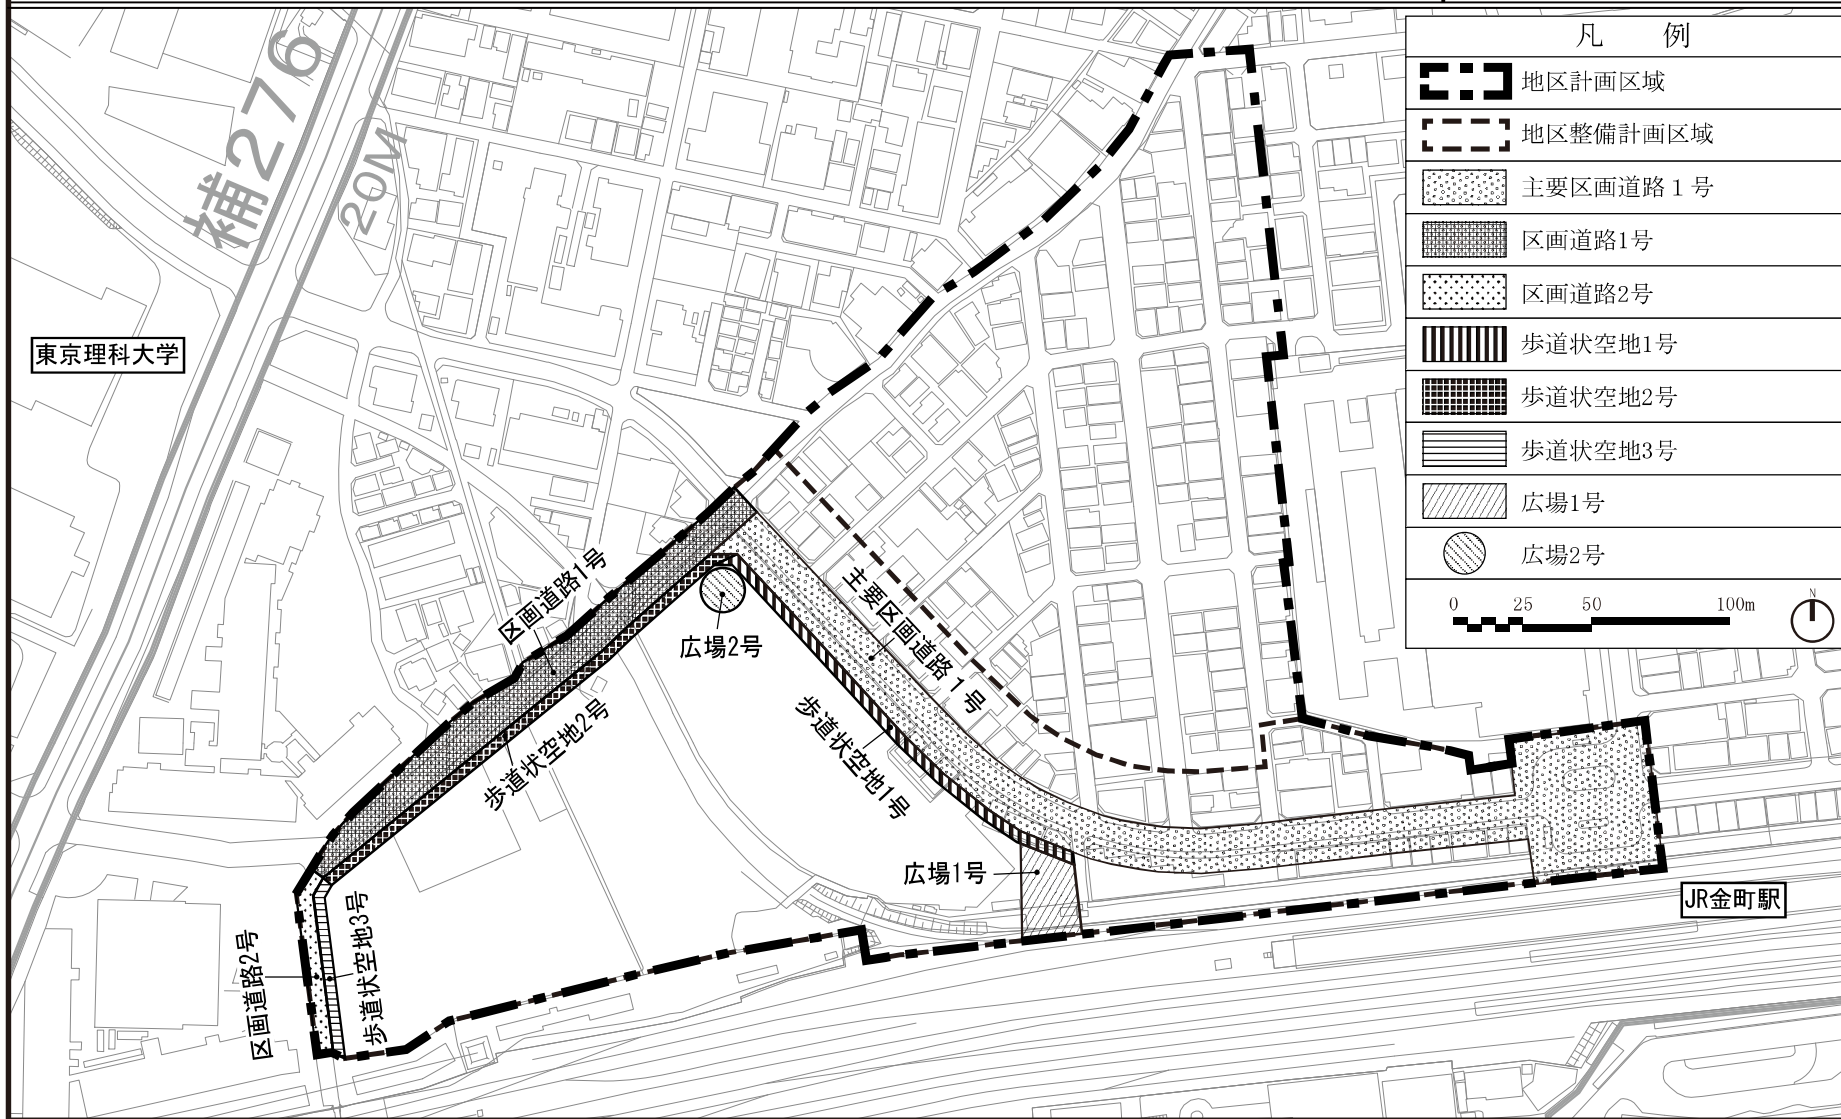 凡　例
地区計画区域
地区整備計画区域
主要区画道路１号
区画道路1号
区画道路2号
歩道状空地1号
歩道状空地2号
歩道状空地3号
広場1号
広場2号
0 25 50 100m
N
補276
20M
東京理科大学
区画道路1号
広場2号
主要区画道路１号
歩道状空地2号
歩道状空地1号
広場1号
JR金町駅
区画道路2号
歩道状空地3号